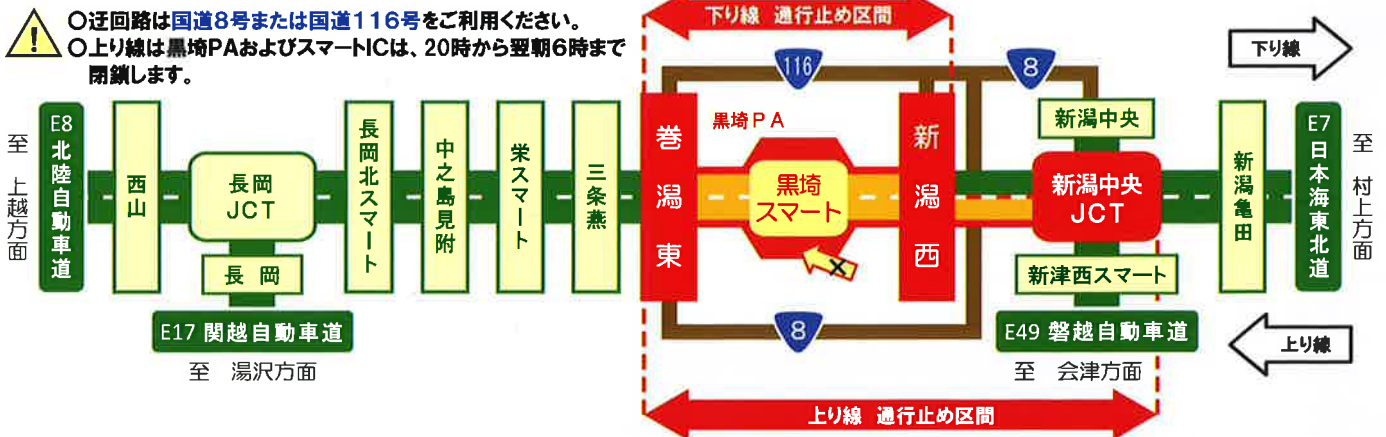 ○迂回路は国道8号または国道116号をご利用ください。
○上り線は黒埼PAおよびスマートICは、20時から翌朝6時まで
閉鎖します。
下り線 通行止め区間
下り線
116
8
至 上越方面
E8 北陸自動車道
西山
長岡
JCT
長岡
E17 関越自動車道
至 湯沢方面
長岡北スマート
中之島見附
栄スマート
三条燕
巻潟東
黒埼PA
黒埼
スマート
新潟西
8
新潟中央
新潟中央
JCT
新津西スマート
E49 磐越自動車道
至 会津方面
新潟亀田
E7 日本海東北道
至 村上方面
上り線
上り線 通行止め区間